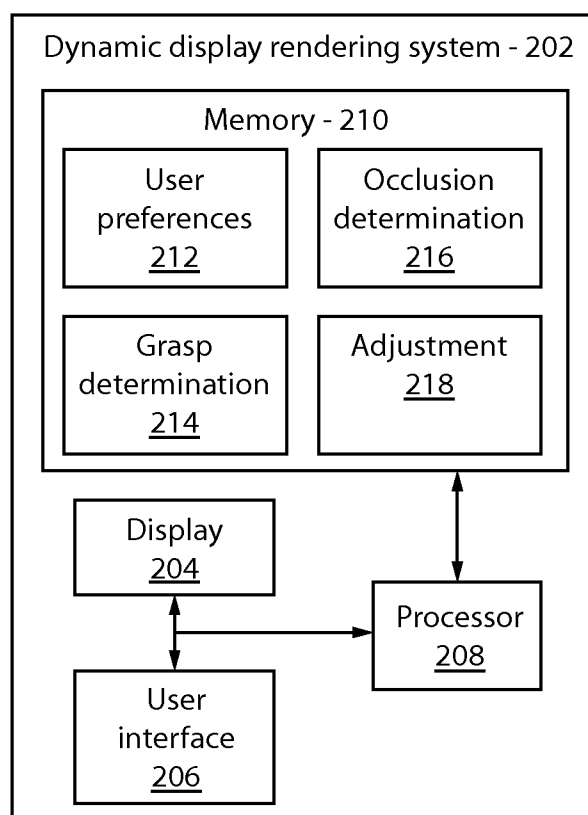 Dynamic display rendering system - 202
Memory - 210
User
preferences
212
Occlusion
determination
216
Grasp
determination
214
Adjustment
218
Display
204
Processor
208
User
interface
206